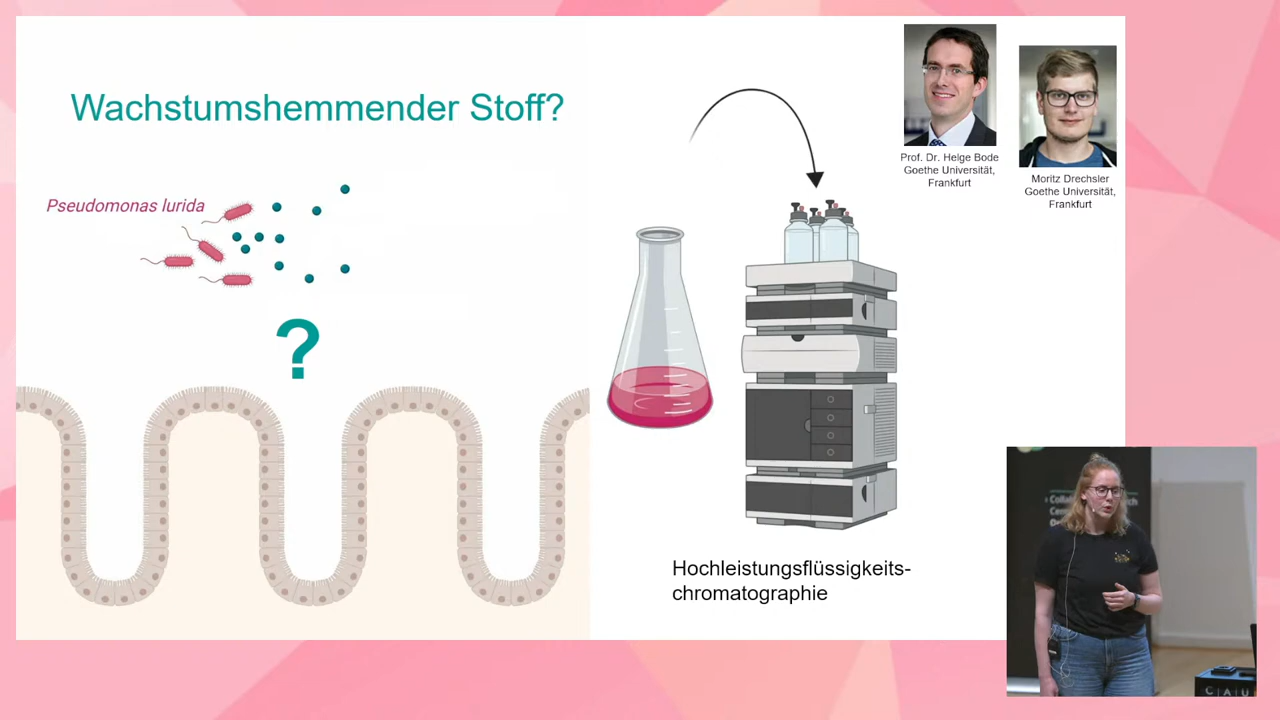 Wachstumshemmender Stoff?
Pseudomonas lurida
?
Prof. Dr. Helge Bode
Goethe Universität,
Frankfurt
Moritz Drechsler
Goethe Universität,
Frankfurt
Hochleistungsflüssigkeits-
chromatographie
C | A | U